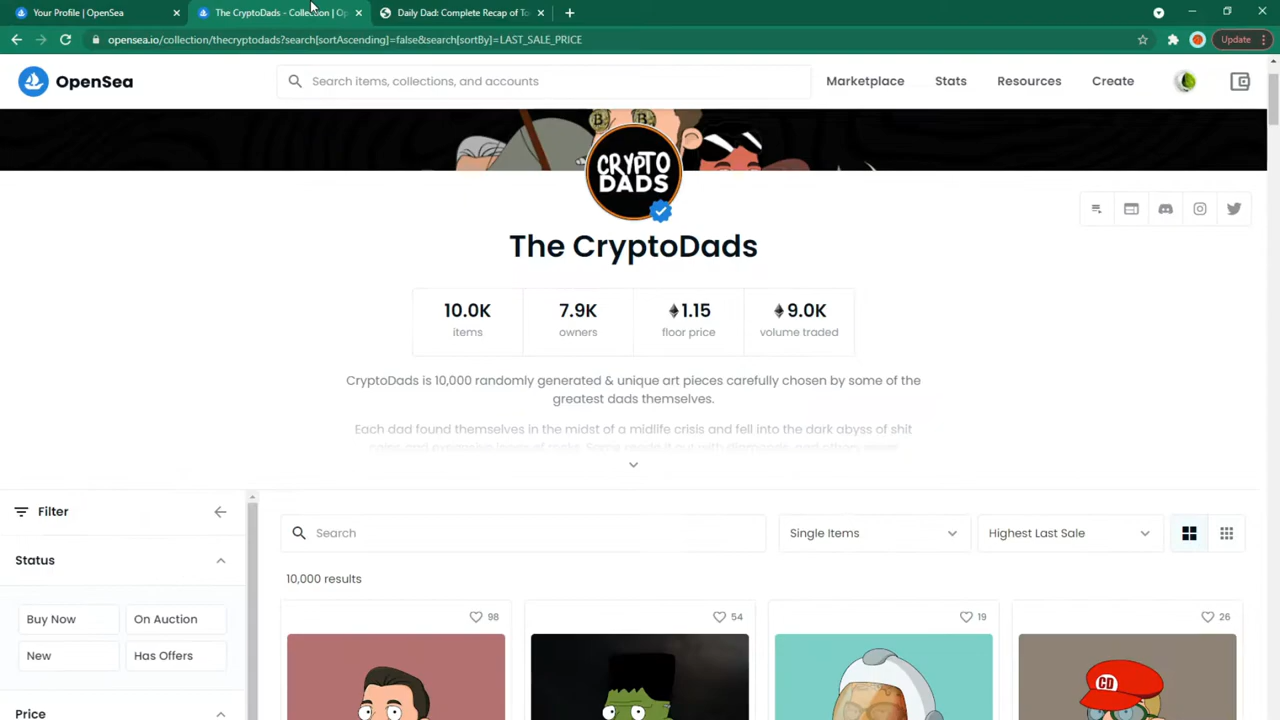 Your Profile | OpenSea
The CryptoDads - Collection | Op
Daily Dad: Complete Recap of To
opensea.io/collection/thecryptodads?search[sortAscending]=false&search[sortBy]=LAST_SALE_PRICE
Update
OpenSea
Search items, collections, and accounts
Marketplace
Stats
Resources
Create
CRYPTO
DADS
The CryptoDads
10.0K
items
7.9K
owners
1.15
floor price
9.0K
volume traded
CryptoDads is 10,000 randomly generated & unique art pieces carefully chosen by some of the
greatest dads themselves.
Each dad found themselves in the midst of a midlife crisis and fell into the dark abyss of shit
Filter
Status
Buy Now
On Auction
New
Has Offers
Price
Search
Single Items
Highest Last Sale
10,000 results
98
54
19
26
CD